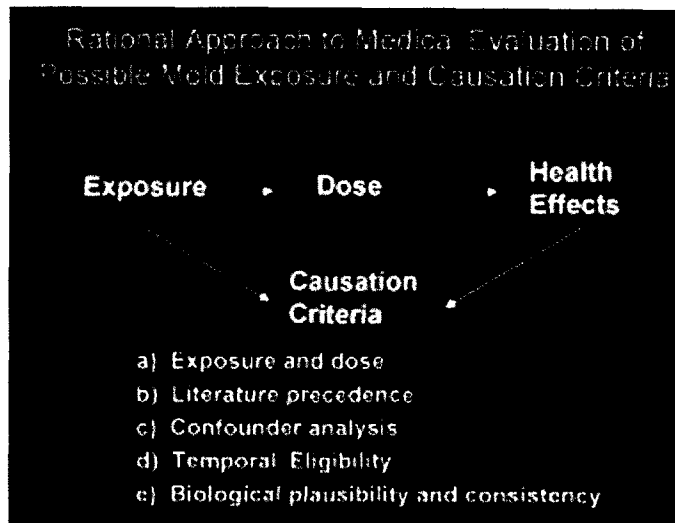 Rational Approach to Medical Evaluation of
Possible Mold Exposure and Causation Criteria
Exposure Dose Health
Effects
Causation
Criteria
a) Exposure and dose
b) Literature precedence
c) Confounder analysis
d) Temporal Eligibility
e) Biological plausibility and consistency